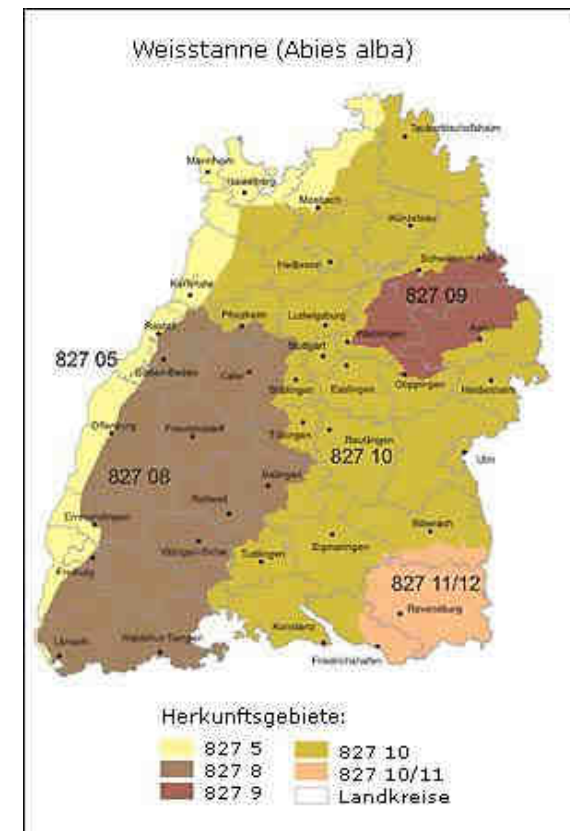 Weisstanne (Abies alba)
Tauberbischofsheim
Mannheim
Heidelberg
Mosbach
Künzelsau
Heilbronn
Schwäbisch Hall
827 09
Karlsruhe
Pforzheim
Ludwigsburg
Rastatt
Stuttgart
Waiblingen
Aalen
827 05
Baden-Baden
Calw
Böblingen
Esslingen
Göppingen
Heidenheim
Offenburg
Freudenstadt
Tübingen
Reutlingen
827 10
Ulm
827 08
Balingen
Rottweil
Emmendingen
Biberach
Sigmaringen
Tuttlingen
Freiburg
827 11/12
Ravensburg
Konstanz
Lörrach
Waldshut-Tiengen
Friedrichshafen
Herkunftsgebiete:
827 5
827 10
827 8
827 10/11
827 9
Landkreise